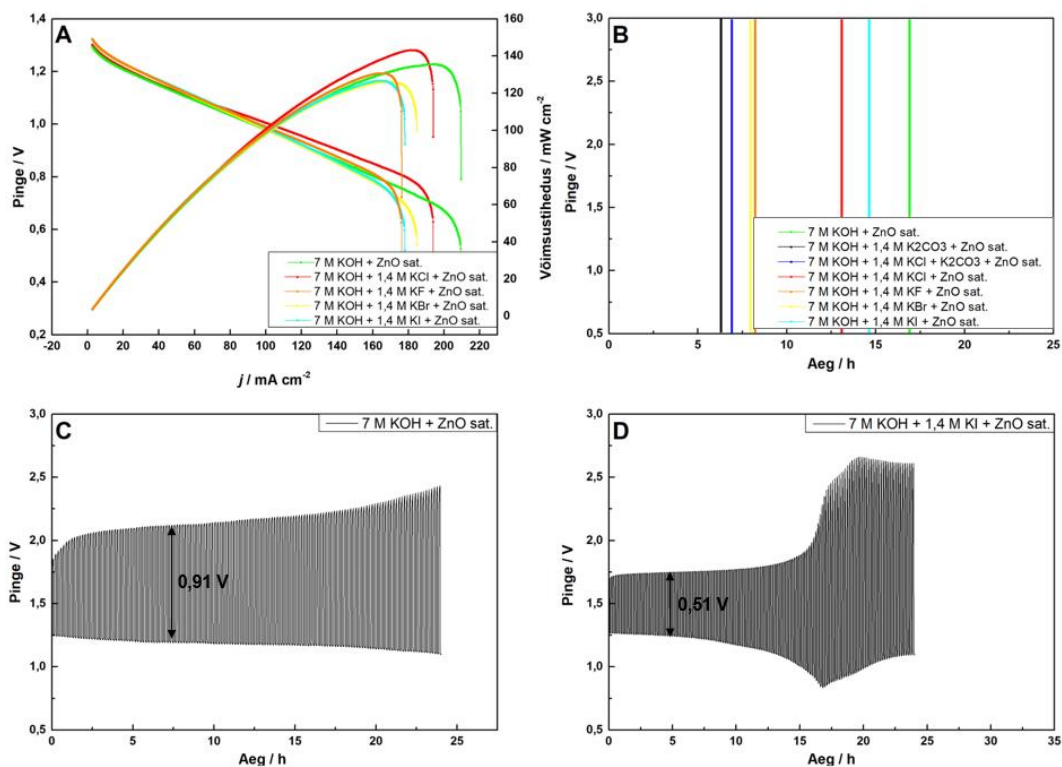 A
1,4
1,2
1,0
0,8
0,6
0,4
0,2
Pinge / V
160
140
120
100
80
60
40
20
0
Võimsustihedus / mW cm-2
-20 0 20 40 60 80 100 120 140 160 180 200 220
j / mA cm-2
7 M KOH + ZnO sat.
7 M KOH + 1,4 M KCl + ZnO sat.
7 M KOH + 1,4 M KF + ZnO sat.
7 M KOH + 1,4 M KBr + ZnO sat.
7 M KOH + 1,4 M KI + ZnO sat.
B
3,0
2,5
2,0
1,5
1,0
0,5
Pinge / V
0 5 10 15 20 25
Aeg / h
7 M KOH + ZnO sat.
7 M KOH + 1,4 M K2CO3 + ZnO sat.
7 M KOH + 1,4 M KCl + K2CO3 + ZnO sat.
7 M KOH + 1,4 M KCl + ZnO sat.
7 M KOH + 1,4 M KF + ZnO sat.
7 M KOH + 1,4 M KBr + ZnO sat.
7 M KOH + 1,4 M KI + ZnO sat.
C
7 M KOH + ZnO sat.
3,0
2,5
2,0
1,5
1,0
0,5
Pinge / V
0,91 V
0 5 10 15 20 25
Aeg / h
D
7 M KOH + 1,4 M KI + ZnO sat.
3,0
2,5
2,0
1,5
1,0
0,5
Pinge / V
0,51 V
0 5 10 15 20 25 30 35
Aeg / h